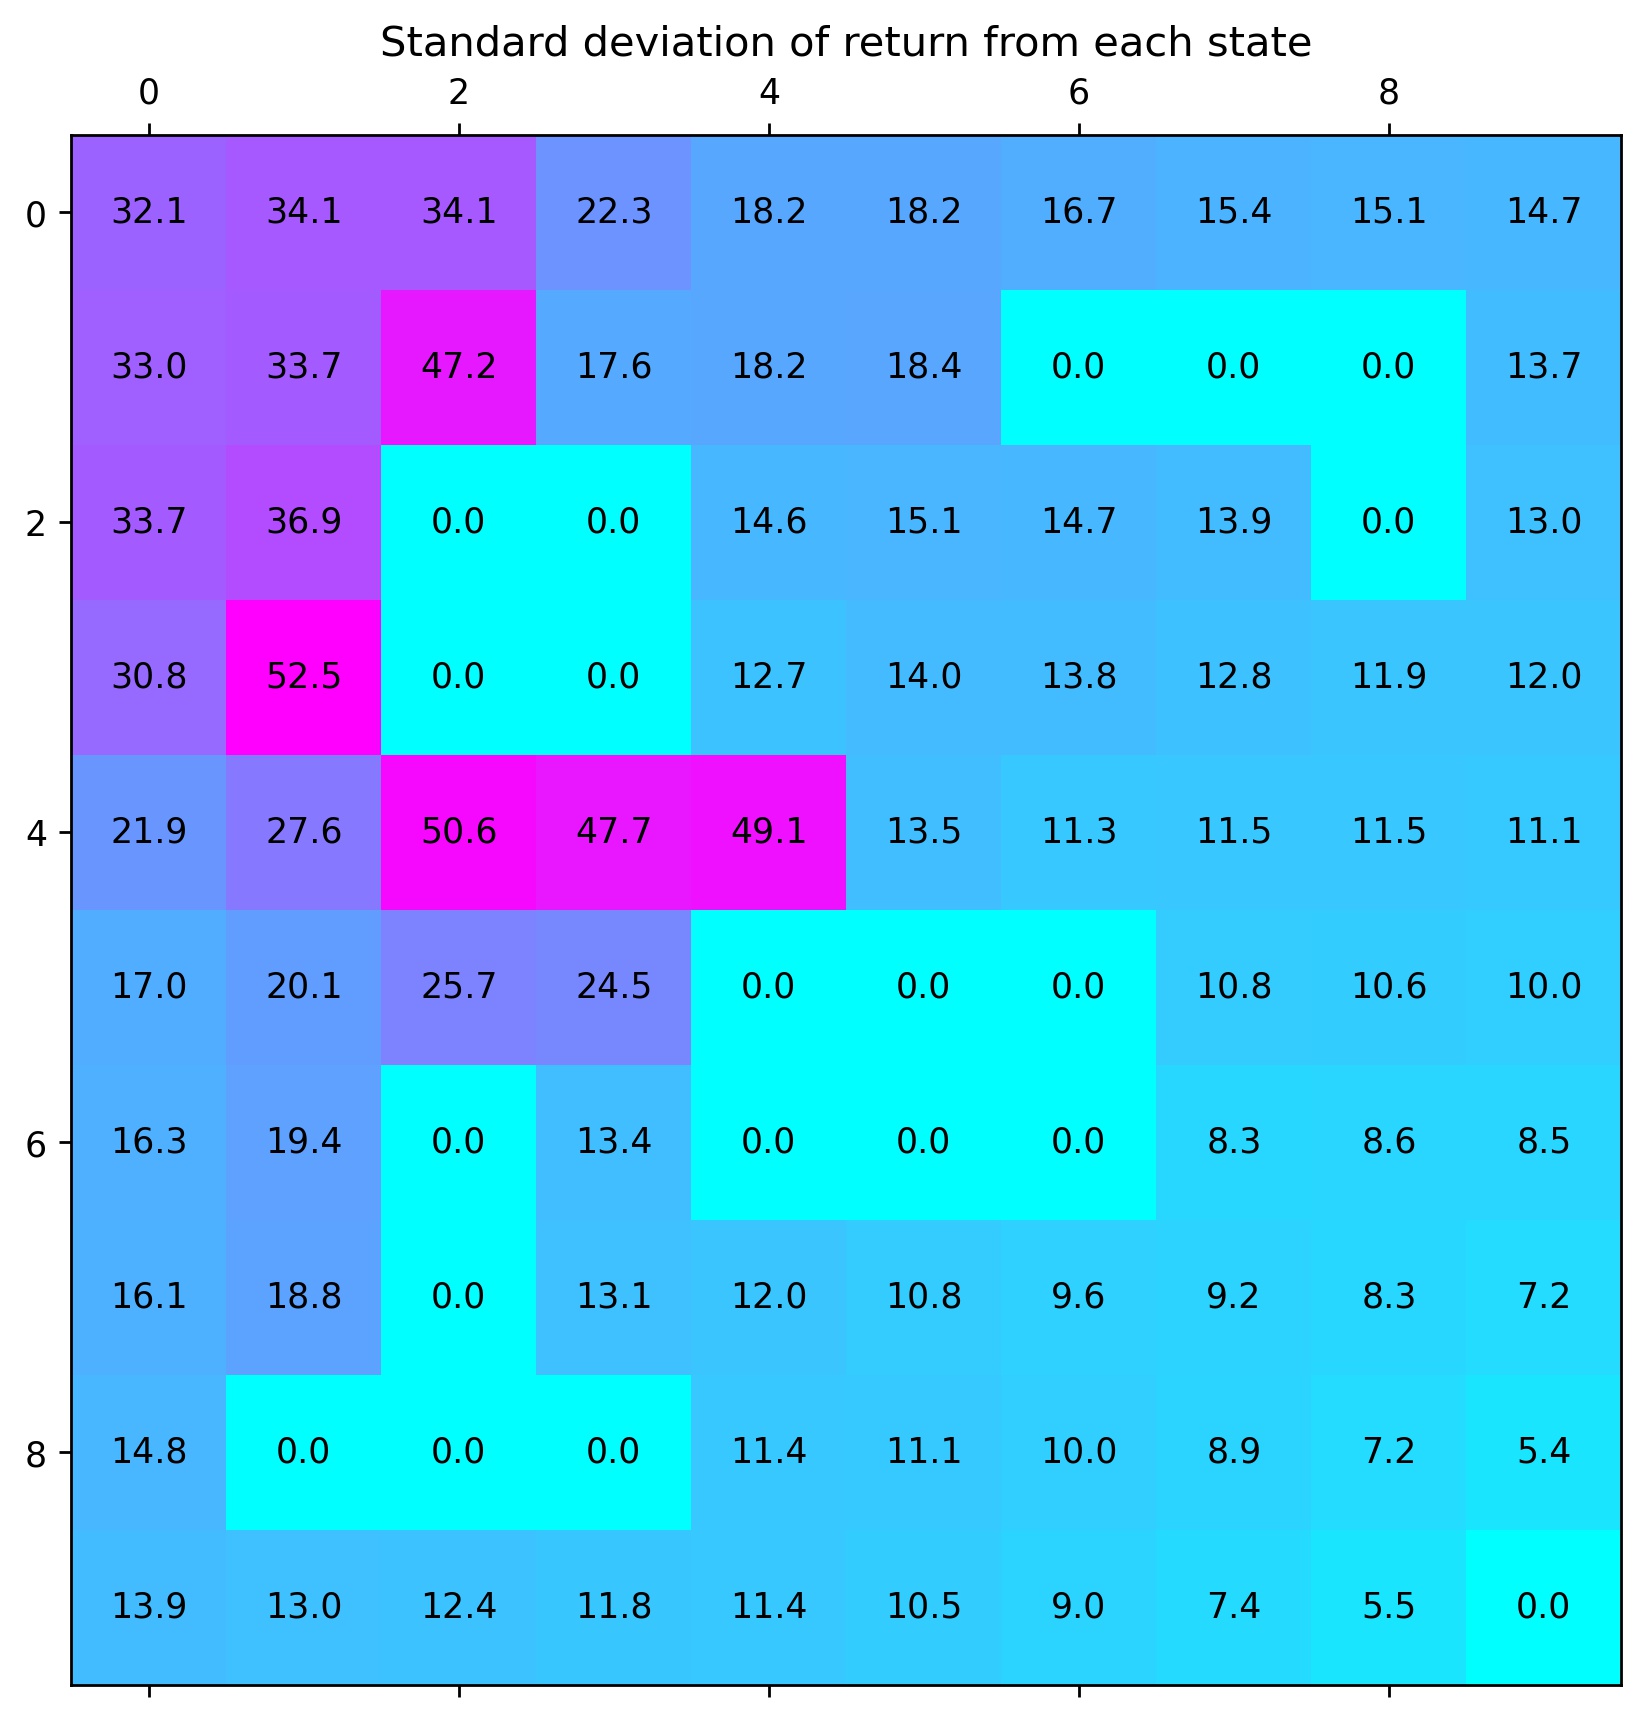 Standard deviation of return from each state
0 2 4 6 8
0 32.1 34.1 34.1 22.3 18.2 18.2 16.7 15.4 15.1 14.7
33.0 33.7 47.2 17.6 18.2 18.4 0.0 0.0 0.0 13.7
2 33.7 36.9 0.0 0.0 14.6 15.1 14.7 13.9 0.0 13.0
30.8 52.5 0.0 0.0 12.7 14.0 13.8 12.8 11.9 12.0
4 21.9 27.6 50.6 47.7 49.1 13.5 11.3 11.5 11.5 11.1
17.0 20.1 25.7 24.5 0.0 0.0 0.0 10.8 10.6 10.0
6 16.3 19.4 0.0 13.4 0.0 0.0 0.0 8.3 8.6 8.5
16.1 18.8 0.0 13.1 12.0 10.8 9.6 9.2 8.3 7.2
8 14.8 0.0 0.0 0.0 11.4 11.1 10.0 8.9 7.2 5.4
13.9 13.0 12.4 11.8 11.4 10.5 9.0 7.4 5.5 0.0